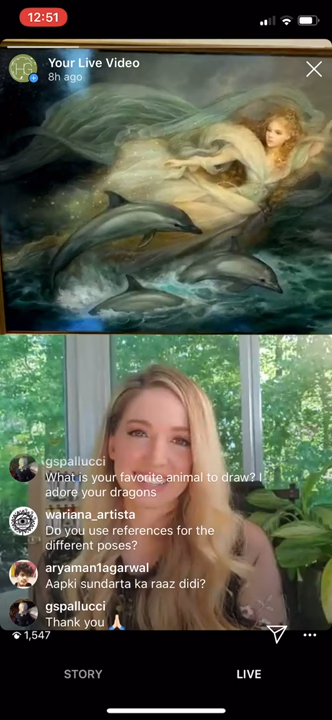 12:51
Your Live Video
8h ago
gspallucci
What is your favorite animal to draw? I
adore your dragons
wariana_artista
Do you use references for the
different poses?
aryaman1agarwal
Aapki sundarta ka raaz didi?
gspallucci
Thank you 🙏🏻
1,547
STORY
LIVE